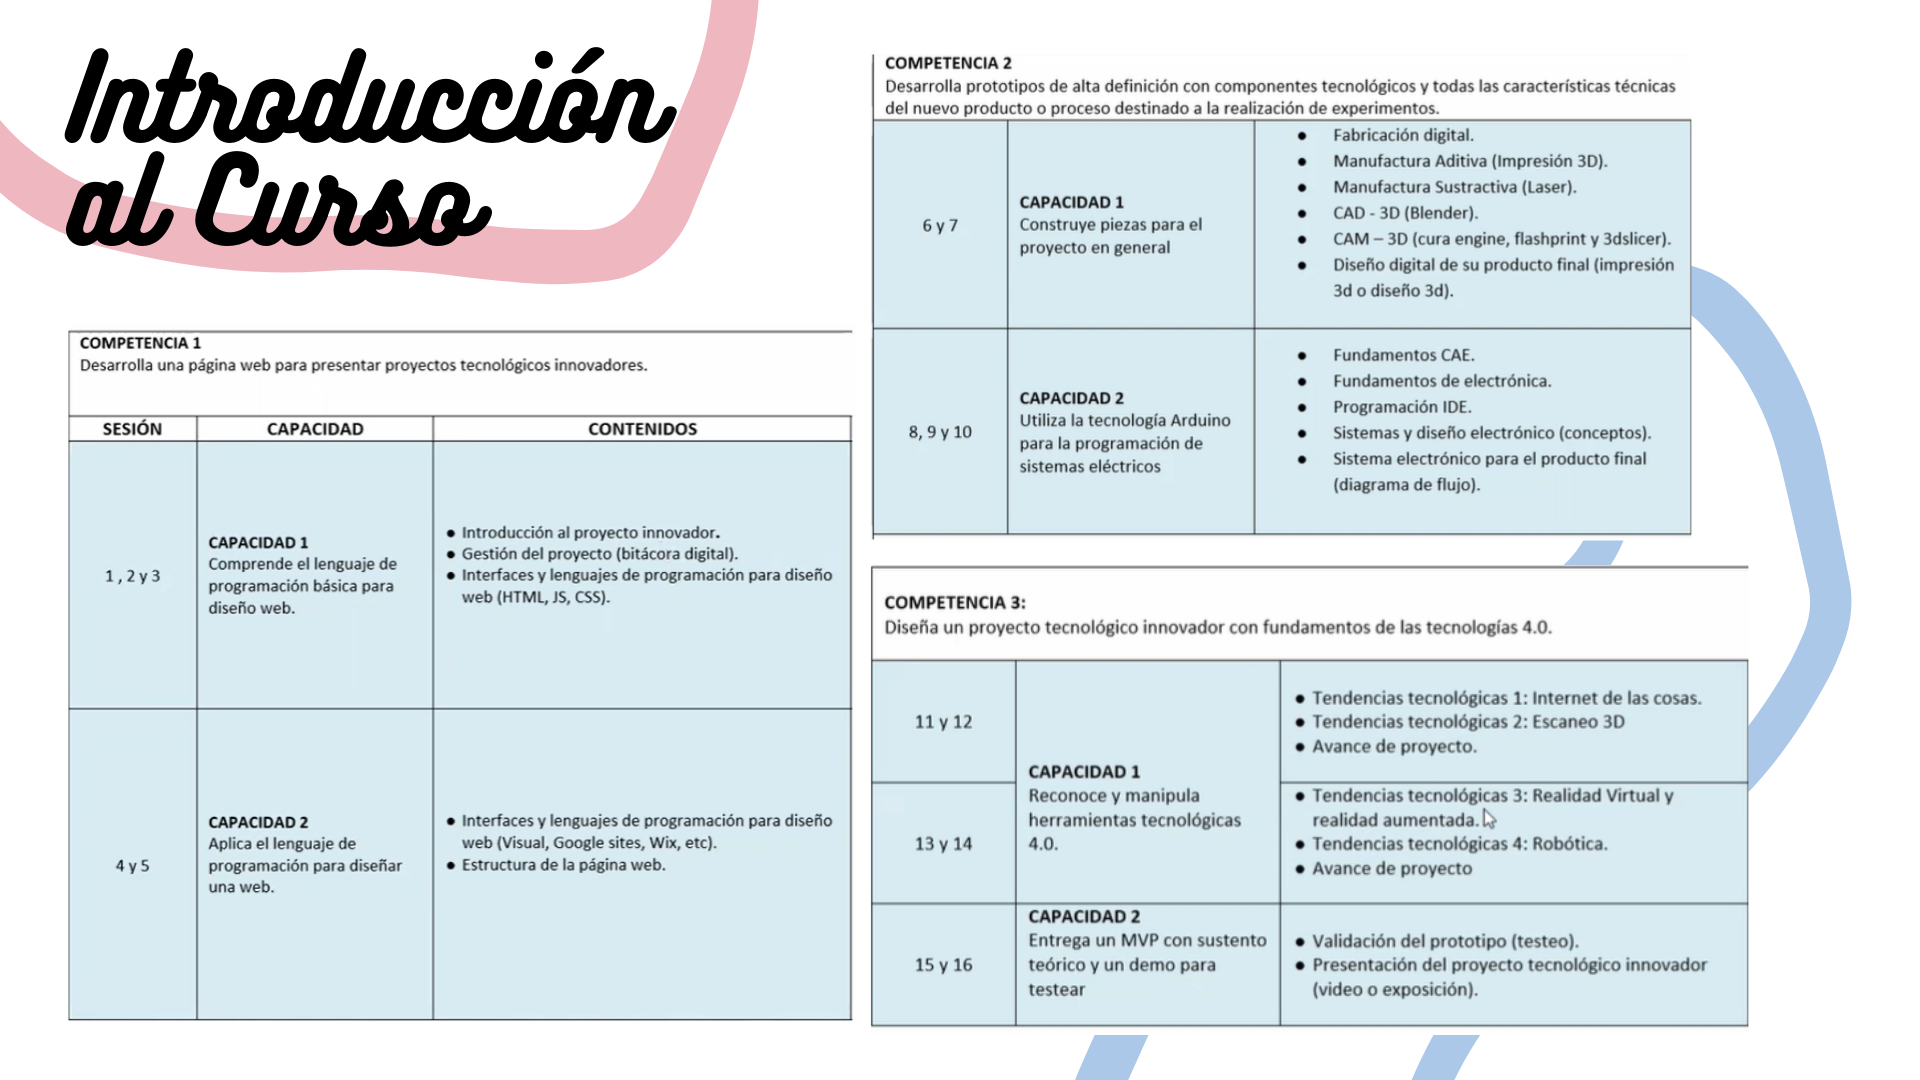 Introducción
al Curso
COMPETENCIA 1
Desarrolla una página web para presentar proyectos tecnológicos innovadores.
SESIÓN
CAPACIDAD
CONTENIDOS
1 , 2 y 3
CAPACIDAD 1
Comprende el lenguaje de
programación básica para
diseño web.
● Introducción al proyecto innovador.
● Gestión del proyecto (bitácora digital).
● Interfaces y lenguajes de programación para diseño
web (HTML, JS, CSS).
4 y 5
CAPACIDAD 2
Aplica el lenguaje de
programación para diseñar
una web.
● Interfaces y lenguajes de programación para diseño
web (Visual, Google sites, Wix, etc).
● Estructura de la página web.
COMPETENCIA 2
Desarrolla prototipos de alta definición con componentes tecnológicos y todas las características técnicas
del nuevo producto o proceso destinado a la realización de experimentos.
6 y 7
CAPACIDAD 1
Construye piezas para el
proyecto en general
● Fabricación digital.
● Manufactura Aditiva (Impresión 3D).
● Manufactura Sustractiva (Laser).
● CAD - 3D (Blender).
● CAM – 3D (cura engine, flashprint y 3dslicer).
● Diseño digital de su producto final (impresión
3d o diseño 3d).
8, 9 y 10
CAPACIDAD 2
Utiliza la tecnología Arduino
para la programación de
sistemas eléctricos
● Fundamentos CAE.
● Fundamentos de electrónica.
● Programación IDE.
● Sistemas y diseño electrónico (conceptos).
● Sistema electrónico para el producto final
(diagrama de flujo).
COMPETENCIA 3:
Diseña un proyecto tecnológico innovador con fundamentos de las tecnologías 4.0.
11 y 12
CAPACIDAD 1
Reconoce y manipula
herramientas tecnológicas
4.0.
● Tendencias tecnológicas 1: Internet de las cosas.
● Tendencias tecnológicas 2: Escaneo 3D
● Avance de proyecto.
13 y 14
● Tendencias tecnológicas 3: Realidad Virtual y
realidad aumentada.
● Tendencias tecnológicas 4: Robótica.
● Avance de proyecto
15 y 16
CAPACIDAD 2
Entrega un MVP con sustento
teórico y un demo para
testear
● Validación del prototipo (testeo).
● Presentación del proyecto tecnológico innovador
(video o exposición).